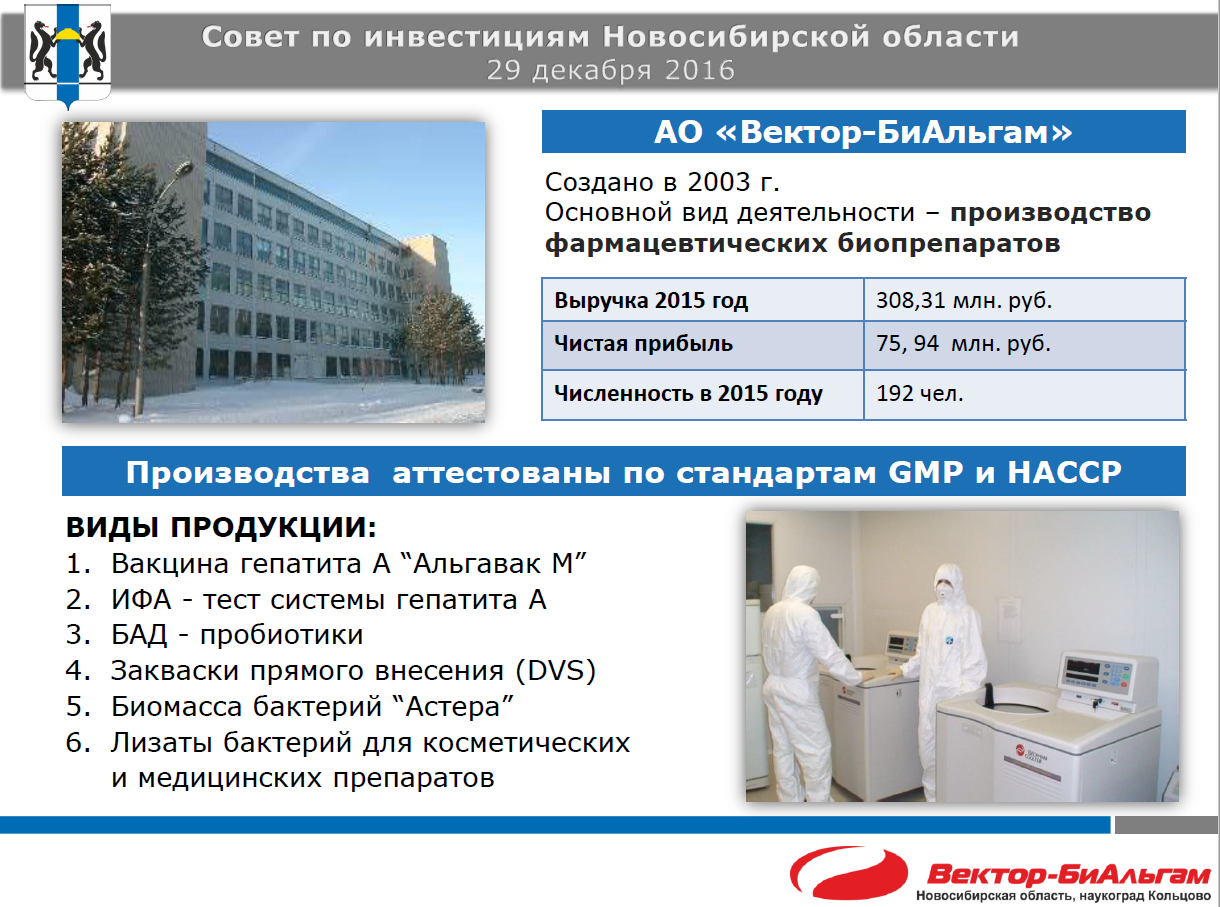 Совет по инвестициям Новосибирской области
29 декабря 2016
АО «Вектор-БиАльгам»
Создано в 2003 г.
Основной вид деятельности – производство
фармацевтических биопрепаратов
Выручка 2015 год 308,31 млн. руб.
Чистая прибыль 75, 94 млн. руб.
Численность в 2015 году 192 чел.
Производства аттестованы по стандартам GMP и HACCP
ВИДЫ ПРОДУКЦИИ:
1. Вакцина гепатита А “Альгавак М”
2. ИФА - тест системы гепатита А
3. БАД - пробиотики
4. Закваски прямого внесения (DVS)
5. Биомасса бактерий “Астера”
6. Лизаты бактерий для косметических
и медицинских препаратов
Вектор-БиАльгам
Новосибирская область, наукоград Кольцово